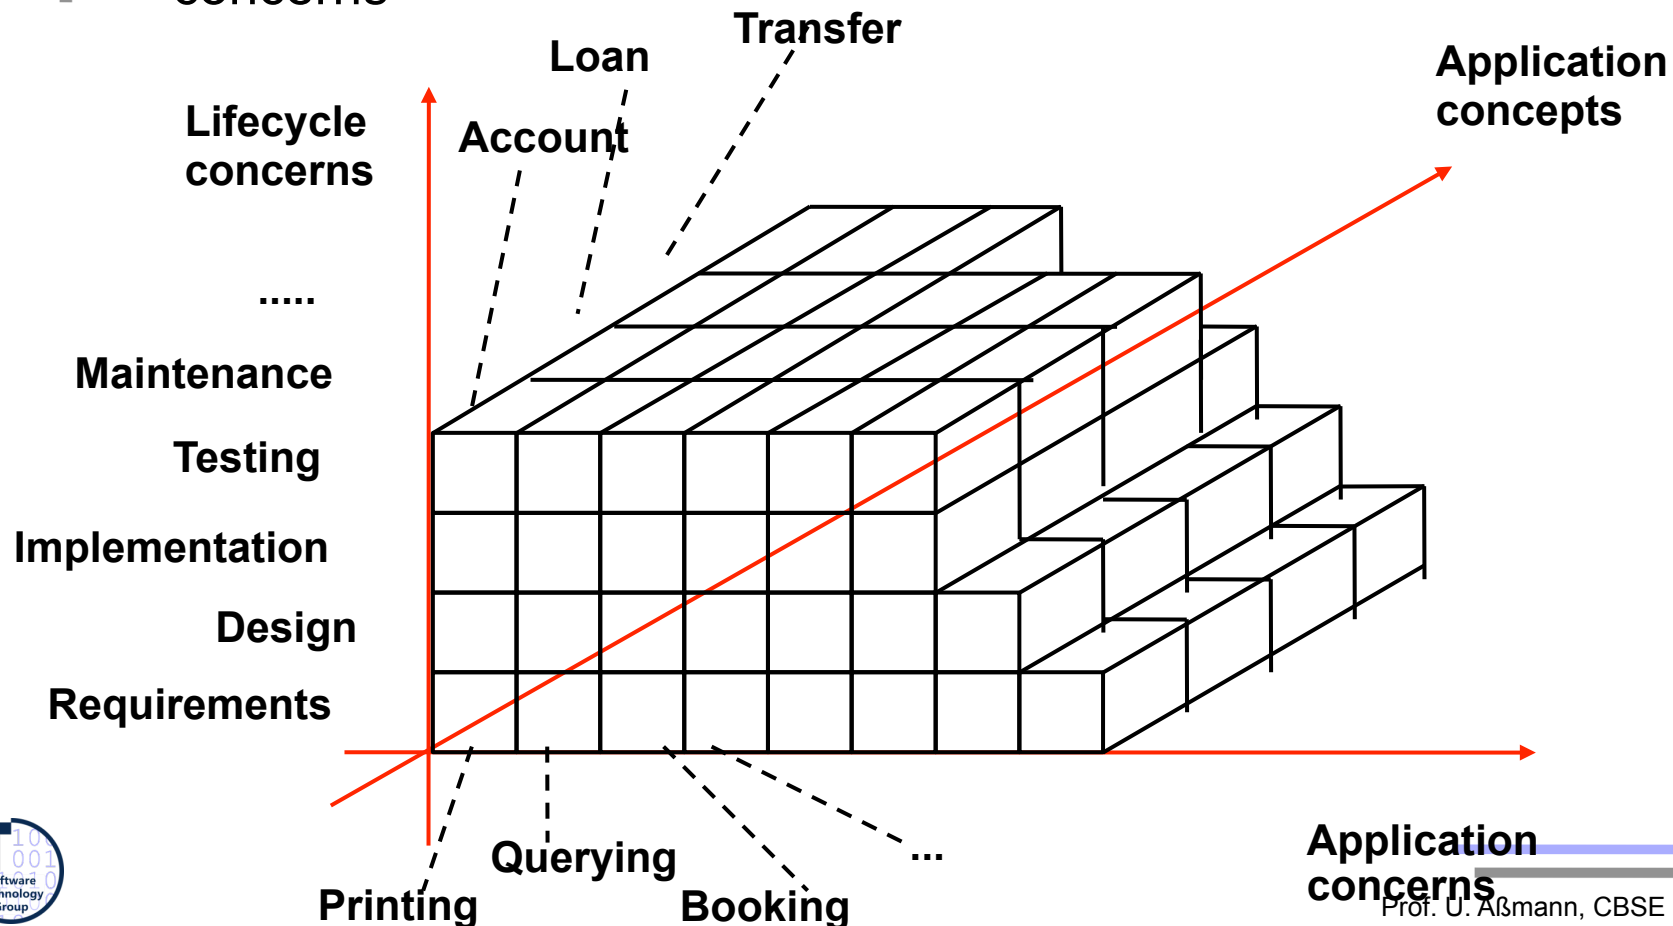 concerns
Transfer
Loan
Application
concepts
Lifecycle
concerns
Account
.....
Maintenance
Testing
Implementation
Design
Requirements
Querying
...
Printing
Booking
Application
concerns
Prof. U. Aßmann, CBSE